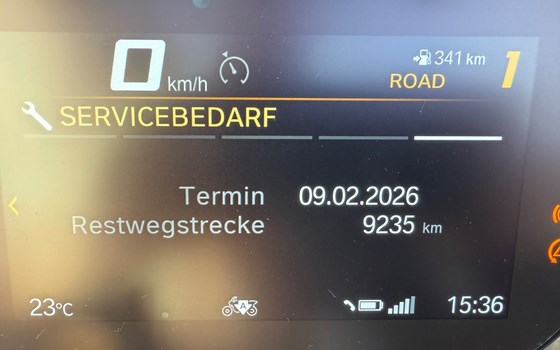 0 km/h
341 km
ROAD
1
SERVICEBEDARF
Termin 09.02.2026
Restwegstrecke 9235 km
23°C
A
15:36